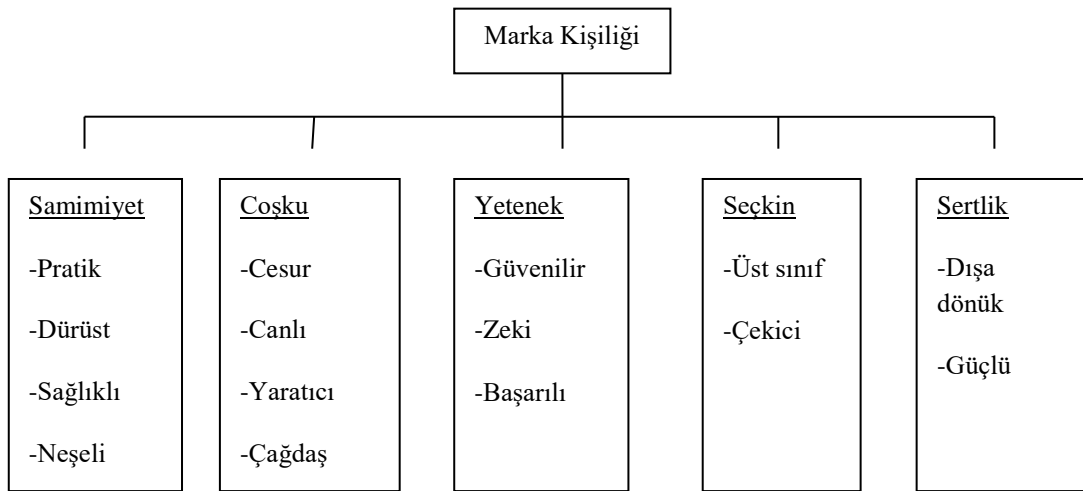 Marka Kişiliği
Samimiyet
-Pratik
-Dürüst
-Sağlıklı
-Neşeli
Coşku
-Cesur
-Canlı
-Yaratıcı
-Çağdaş
Yetenek
-Güvenilir
-Zeki
-Başarılı
Seçkin
-Üst sınıf
-Çekici
Sertlik
-Dışa
dönük
-Güçlü